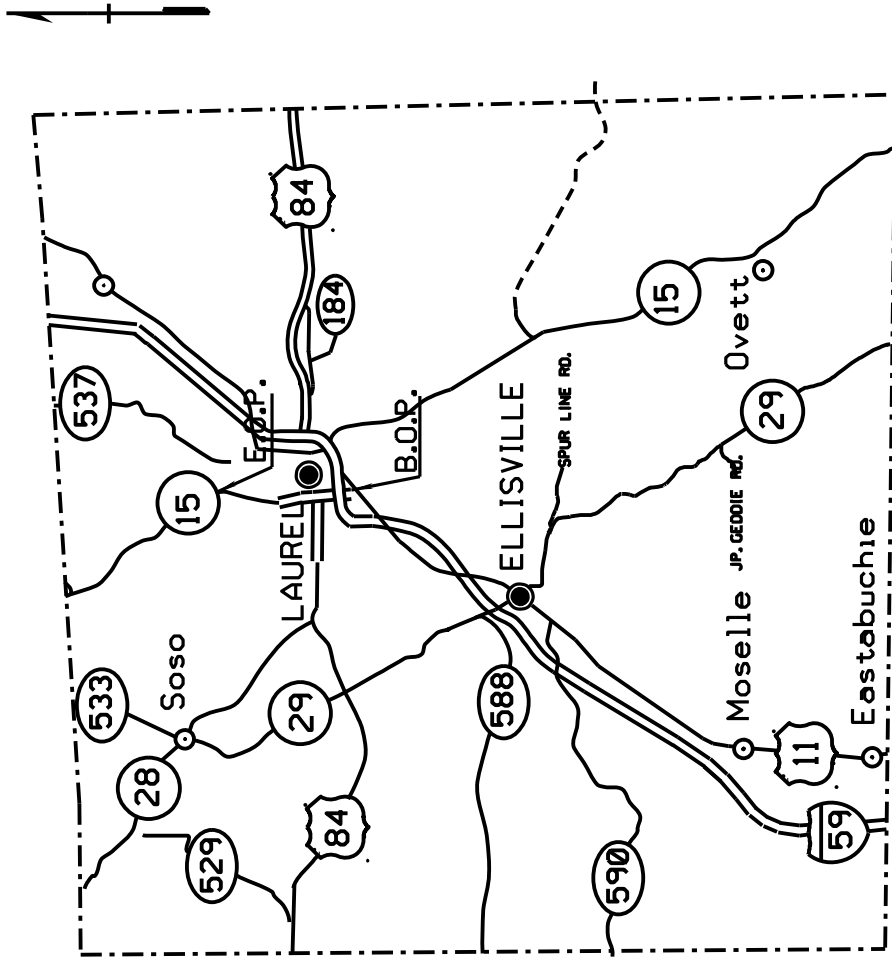 533
Soso
28
529
29
84
537
15
E.O.P.
LAUREL
84
184
B.O.P.
ELLISVILLE
SPUR LINE RD.
588
590
15
Ovett
29
JP. GEDDIE RD.
Moselle
11
59
Eastabuchie